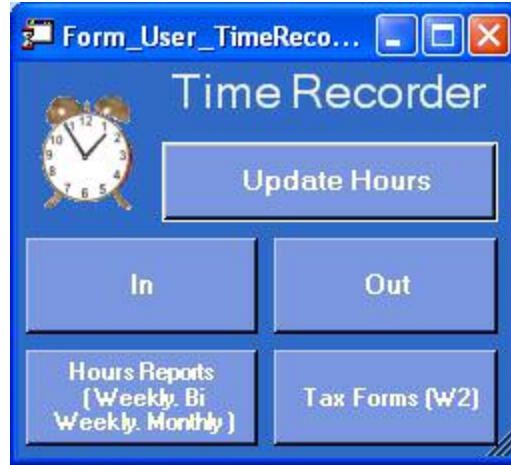 Form_User_TimeReco...
Time Recorder
Update Hours
In
Out
Hours Reports
(Weekly. Bi
Weekly. Monthly )
Tax Forms (W2)